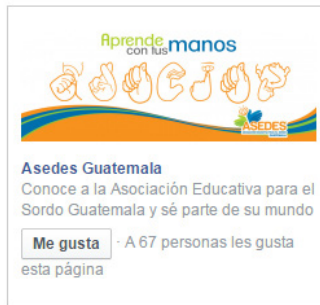 Aprende
con tus manos
ASEDES
Asedes Guatemala
Conoce a la Asociación Educativa para el
Sordo Guatemala y sé parte de su mundo
Me gusta · A 67 personas les gusta
esta página